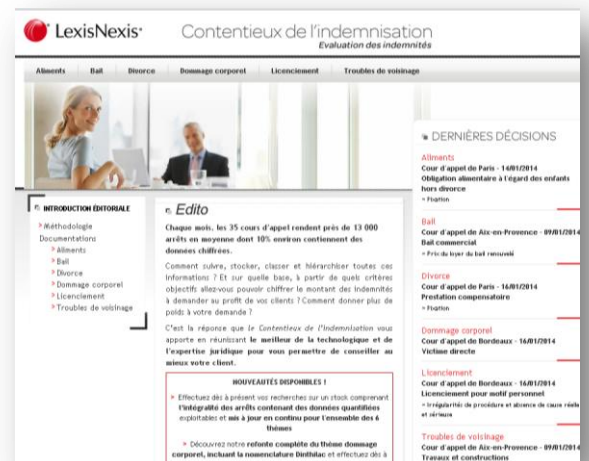 LexisNexis
Contentieux de l'indemnisation
Evaluation des indemnités
Aliments Bail Divorce Dommage corporel Licenciement Troubles de voisinage
INTRODUCTION ÉDITORIALE
Méthodologie
Documentations
Aliments
Bail
Divorce
Dommage corporel
Licenciement
Troubles de voisinage
Edito
Chaque mois, les 35 cours d'appel rendent près de 13 000
arrêts en moyenne dont 10% environ contiennent des
données chiffrées.
Comment suivre, stocker, classer et hiérarchiser toutes ces
informations ? Et sur quelle base, à partir de quels critères
objectifs allez-vous pouvoir chiffrer le montant des indemnités
à demander au profit de vos clients ? Comment donner plus de
poids à votre demande ?
C'est la réponse que le Contentieux de l'Indemnisation vous
apporte en réunissant le meilleur de la technologique et de
l'expertise juridique pour vous permettre de conseiller au
mieux votre client.
NOUVEAUTÉS DISPONIBLES !
» Effectuez dès à présent vos recherches sur un stock comprenant
l'intégralité des arrêts contenant des données quantifiées
exploitables et mis à jour en continu pour l'ensemble des 6
thèmes
» Découvrez notre refonte complète du thème dommage
corporel, incluant la nomenclature Dinthilac et effectuez dès à
DERNIÈRES DÉCISIONS
Aliments
Cour d'appel de Paris - 16/01/2014
Obligation alimentaire à l'égard des enfants
hors divorce
» Fixation
Bail
Cour d'appel de Aix-en-Provence - 09/01/2014
Bail commercial
» Prix du loyer du bail renouvelé
Divorce
Cour d'appel de Paris - 16/01/2014
Prestation compensatoire
» Fixation
Dommage corporel
Cour d'appel de Bordeaux - 16/01/2014
Victime directe
Licenciement
Cour d'appel de Bordeaux - 16/01/2014
Licenciement pour motif personnel
» Irrégularités de procédure et absence de cause réelle
et sérieuse
Troubles de voisinage
Cour d'appel de Aix-en-Provence - 09/01/2014
Travaux et constructions